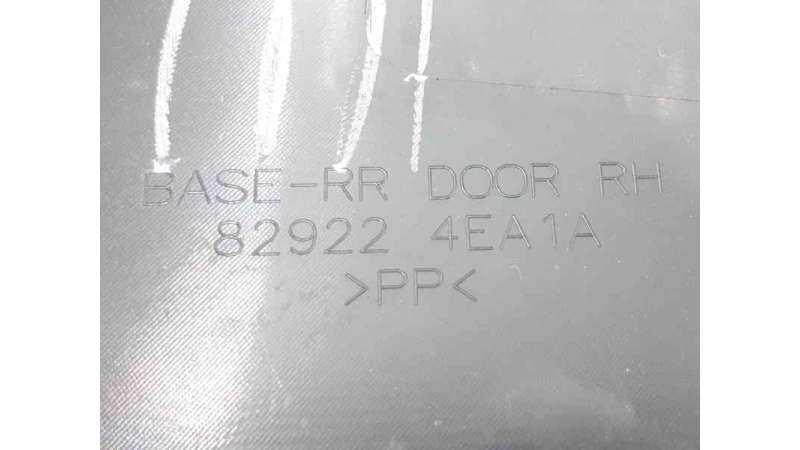 BASE-RR DOOR RH
82922 4EA1A
>PP<